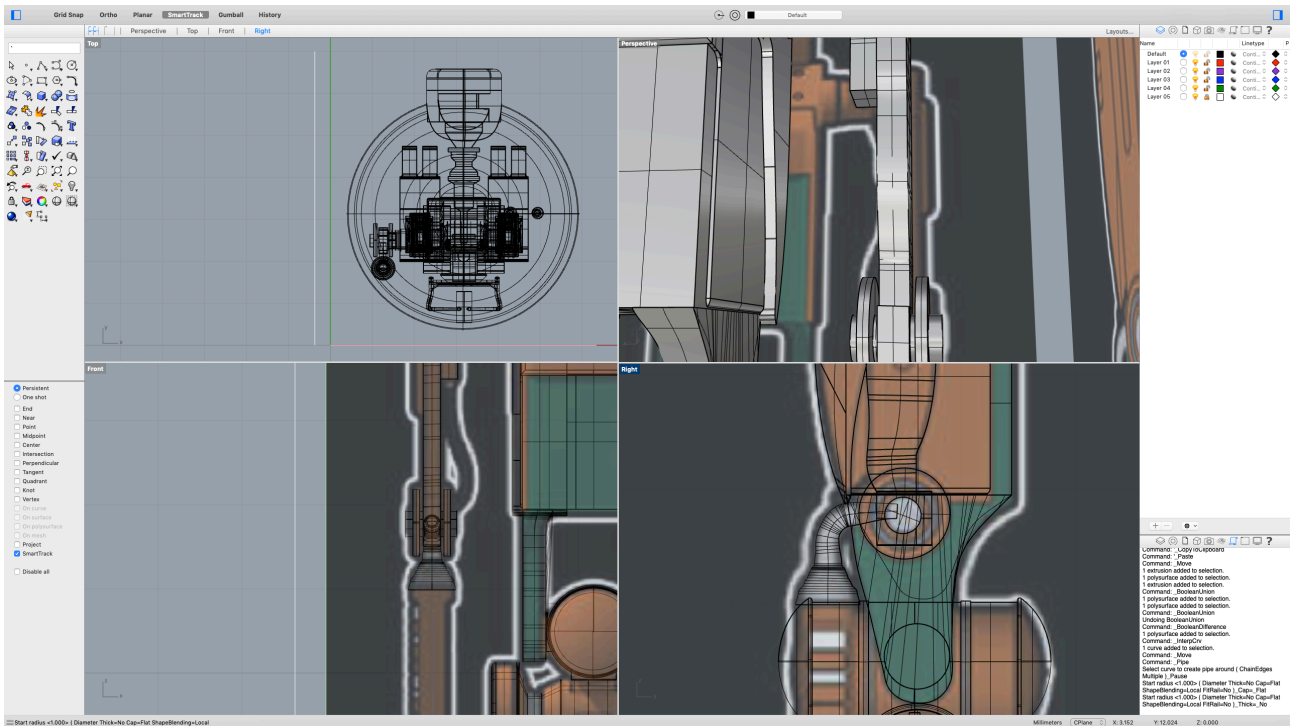 Grid Snap Ortho Planar SmartTrack Gumball History Default
Perspective | Top | Front | Right Layouts...
Top
Perspective
Front
Right
Name Linetype P
Default Conti...
Layer 01 Conti...
Layer 02 Conti...
Layer 03 Conti...
Layer 04 Conti...
Layer 05 Conti...
Persistent
One shot
End
Near
Point
Midpoint
Center
Intersection
Perpendicular
Tangent
Quadrant
Knot
Vertex
On curve
On surface
On polysurface
On mesh
Project
SmartTrack
Disable all
Command: _CopyToClipboard
Command: '_Paste
Command: _Move
1 extrusion added to selection.
1 polysurface added to selection.
1 extrusion added to selection.
Command: _BooleanUnion
1 polysurface added to selection.
1 polysurface added to selection.
Command: _BooleanUnion
Undoing BooleanUnion
Command: _BooleanDifference
1 polysurface added to selection.
Command: _InterpCrv
1 curve added to selection.
Command: _Move
Command: _Pipe
Select curve to create pipe around ( ChainEdges
Multiple )_Pause
Start radius <1.000> ( Diameter Thick=No Cap=Flat
ShapeBlending=Local FitRail=No )_Cap=_Flat
Start radius <1.000> ( Diameter Thick=No Cap=Flat
ShapeBlending=Local FitRail=No )_Thick=_No
Start radius <1.000> ( Diameter Thick=No Cap=Flat ShapeBlending=Local Millimeters CPlane X: 3.152 Y: 12.024 Z: 0.000